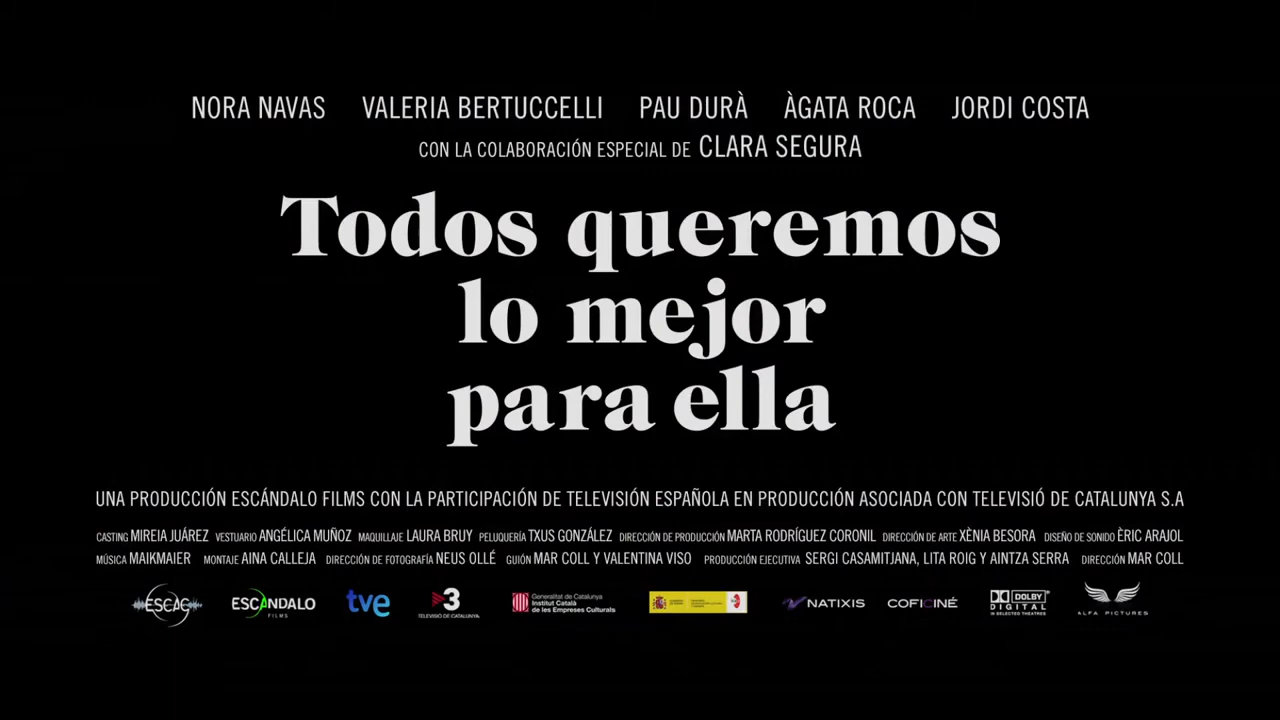 NORA NAVAS VALERIA BERTUCCELLI PAU DURÀ ÀGATA ROCA JORDI COSTA
CON LA COLABORACIÓN ESPECIAL DE CLARA SEGURA
Todos queremos
lo mejor
para ella
UNA PRODUCCIÓN ESCÁNDALO FILMS CON LA PARTICIPACIÓN DE TELEVISIÓN ESPAÑOLA EN PRODUCCIÓN ASOCIADA CON TELEVISIÓ DE CATALUNYA S.A
CASTING MIREIA JUÁREZ VESTUARIO ANGÉLICA MUÑOZ MAQUILLAJE LAURA BRUY PELUQUERÍA TXUS GONZÁLEZ DIRECCIÓN DE PRODUCCIÓN MARTA RODRÍGUEZ CORONIL DIRECCIÓN DE ARTE XÈNIA BESORA DISEÑO DE SONIDO ÈRIC ARAJOL
MÚSICA MAIKMAIER MONTAJE AINA CALLEJA DIRECCIÓN DE FOTOGRAFÍA NEUS OLLÉ GUIÓN MAR COLL Y VALENTINA VISO PRODUCCIÓN EJECUTIVA SERGI CASAMITJANA, LITA ROIG Y AINTZA SERRA DIRECCIÓN MAR COLL
ESCAC
ESCÁNDALO
FILMS
tve
3
TELEVISIÓ DE CATALUNYA
Generalitat de Catalunya
Institut Català
de les Empreses Culturals
NATIXIS
COFICINÉ
DOLBY
DIGITAL
IN SELECTED THEATRES
ALFA PICTURES